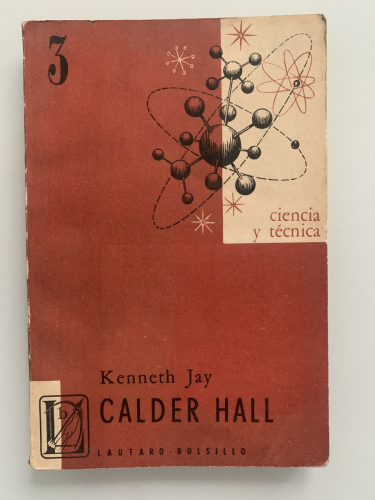 3
ciencia
y técnica
Kenneth Jay
CALDER HALL
LAUTARO-BOLSILLO